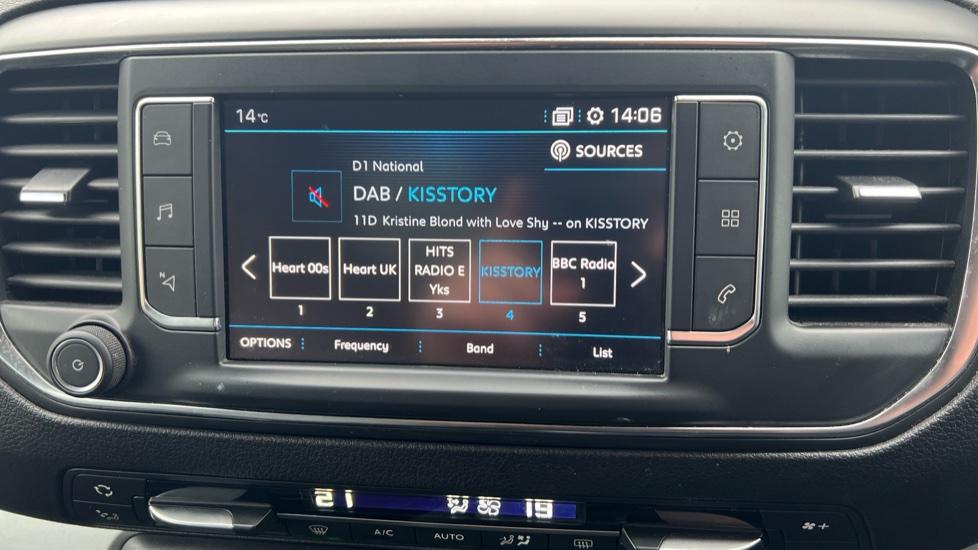 14°C 14:06
SOURCES
D1 National
DAB / KISSTORY
11D Kristine Blond with Love Shy -- on KISSTORY
Heart 00s
Heart UK
HITS
RADIO E
Yks
KISSTORY
BBC Radio
1
1 2 3 4 5
OPTIONS Frequency Band List
N
21 19
A/C AUTO